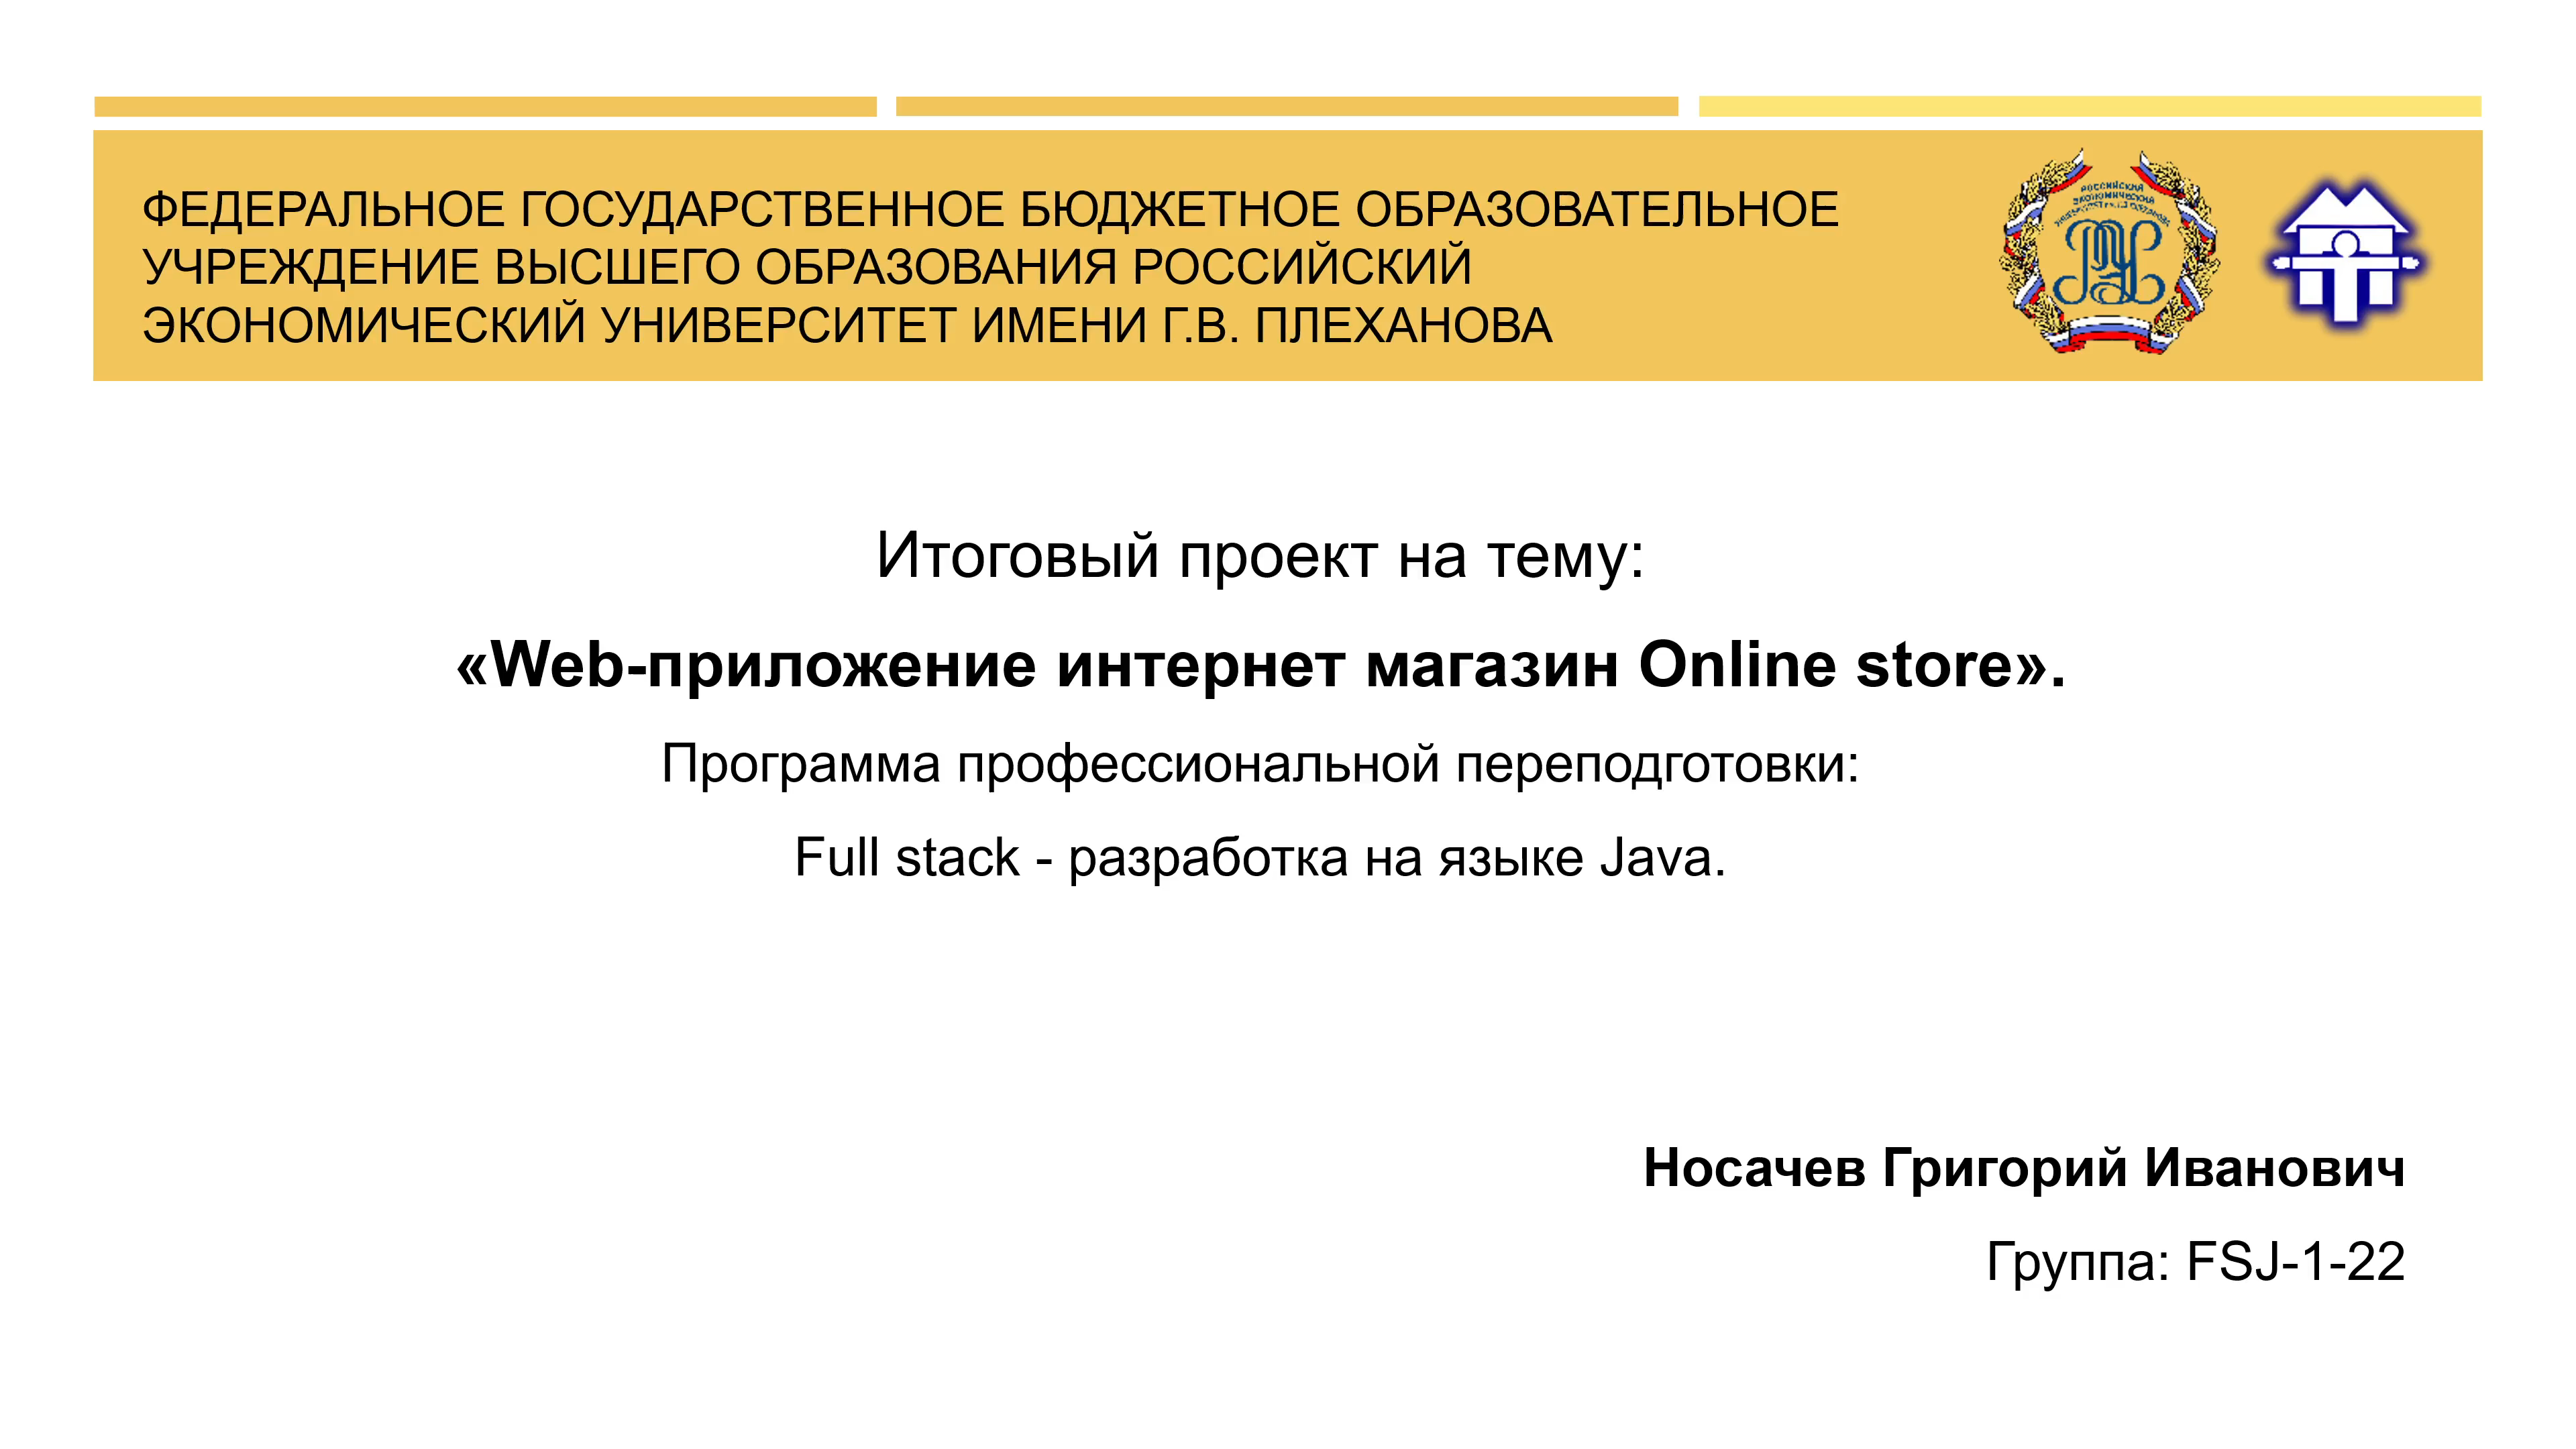 ФЕДЕРАЛЬНОЕ ГОСУДАРСТВЕННОЕ БЮДЖЕТНОЕ ОБРАЗОВАТЕЛЬНОЕ
УЧРЕЖДЕНИЕ ВЫСШЕГО ОБРАЗОВАНИЯ РОССИЙСКИЙ
ЭКОНОМИЧЕСКИЙ УНИВЕРСИТЕТ ИМЕНИ Г.В. ПЛЕХАНОВА
РОССИЙСКИЙ
ЭКОНОМИЧЕСКИЙ
Итоговый проект на тему:
«Web-приложение интернет магазин Online store».
Программа профессиональной переподготовки:
Full stack - разработка на языке Java.
Носачев Григорий Иванович
Группа: FSJ-1-22